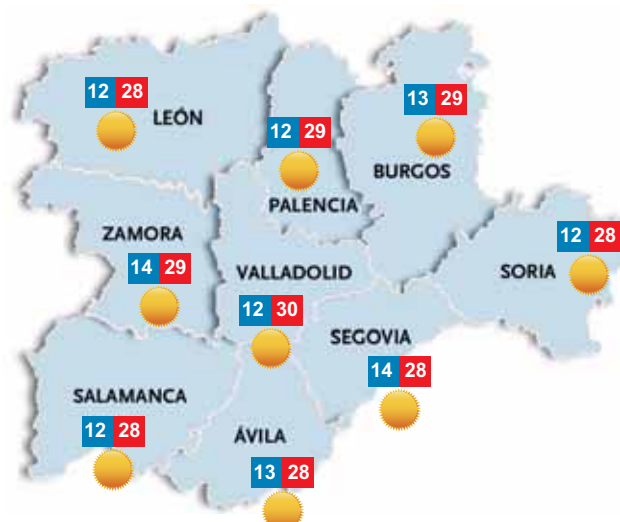 12 28
LEÓN
13 29
BURGOS
12 29
PALENCIA
ZAMORA
14 29
VALLADOLID
12 30
12 28
SORIA
SEGOVIA
14 28
SALAMANCA
12 28
ÁVILA
13 28